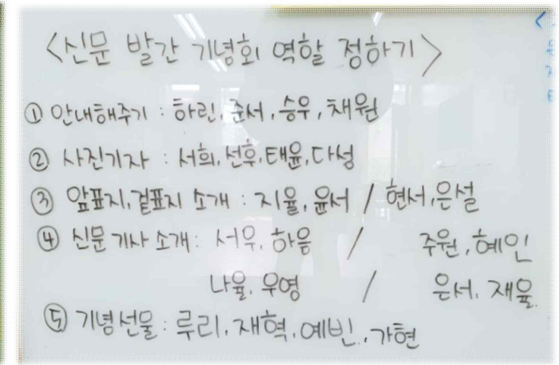 <신문 발간 기념회 역할 정하기>
① 안내해주기 : 하린, 준서, 승우, 채원
② 사진기자 : 서희, 선후, 태윤, 다성
③ 앞표지, 겉표지 소개 : 지율, 윤서 / 현서, 은설
④ 신문 기사 소개 : 서우, 하음 / 주원, 혜인
나율, 우영 / 은서, 재율
⑤ 기념선물 : 루리, 재혁, 예빈, 가현